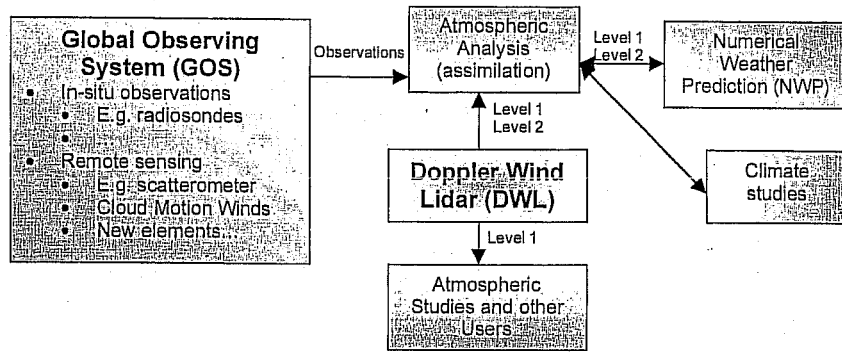 Global Observing
System (GOS)
• In-situ observations
• E.g. radiosondes
•
• Remote sensing
• E.g. scatterometer
• Cloud Motion Winds
• New elements...
Observations
Atmospheric
Analysis
(assimilation)
Level 1
Level 2
Numerical
Weather
Prediction (NWP)
Level 1
Level 2
Doppler Wind
Lidar (DWL)
Climate
studies
Level 1
Atmospheric
Studies and other
Users